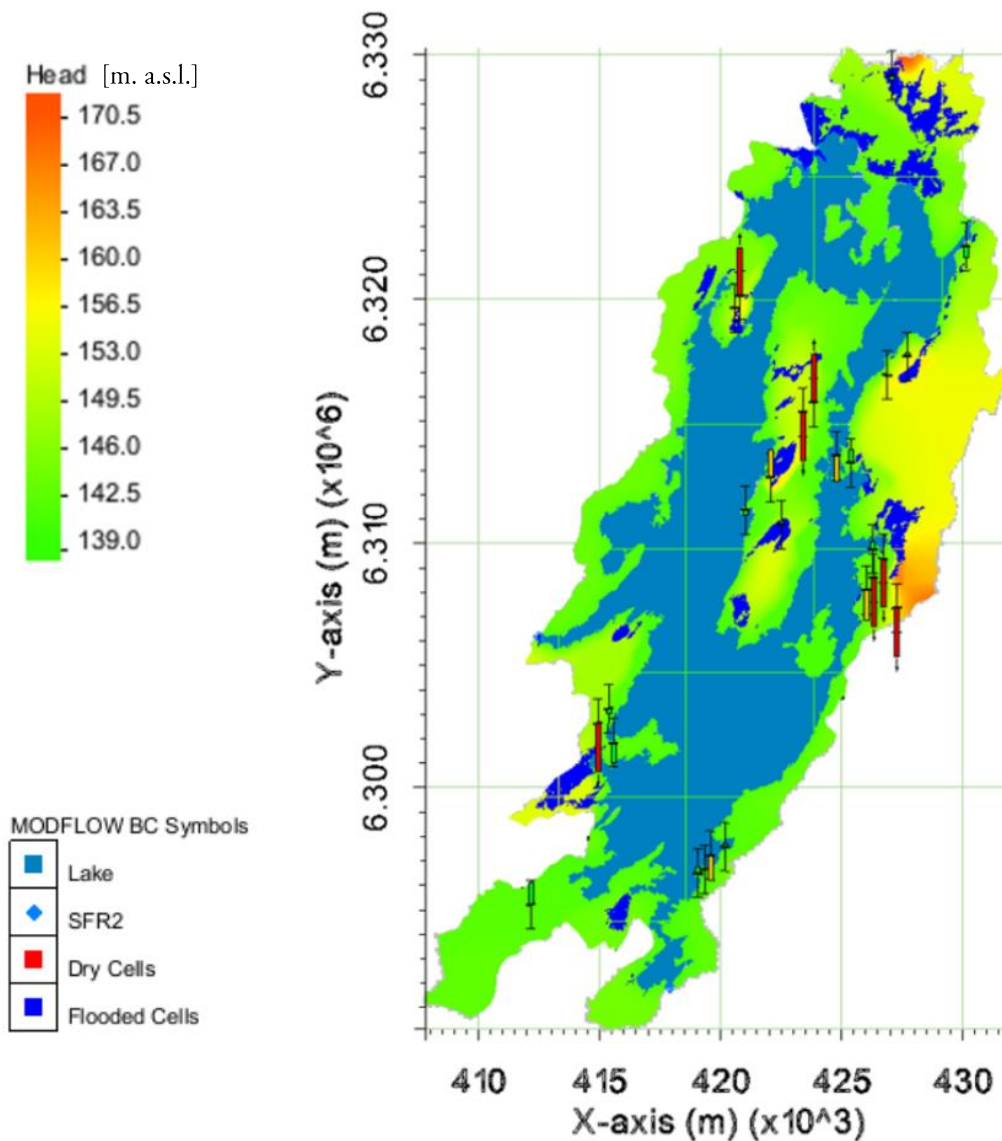 Head [m. a.s.l.]
170.5
167.0
163.5
160.0
156.5
153.0
149.5
146.0
142.5
139.0
MODFLOW BC Symbols
Lake
SFR2
Dry Cells
Flooded Cells
Y-axis (m) (x10^6)
6.330
6.320
6.310
6.300
410 415 420 425 430
X-axis (m) (x10^3)